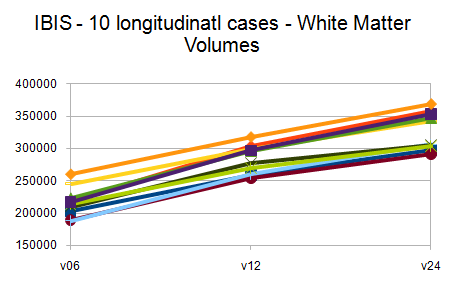 IBIS - 10 longitudinatl cases - White Matter
Volumes
400000
350000
300000
250000
200000
150000
v06 v12 v24